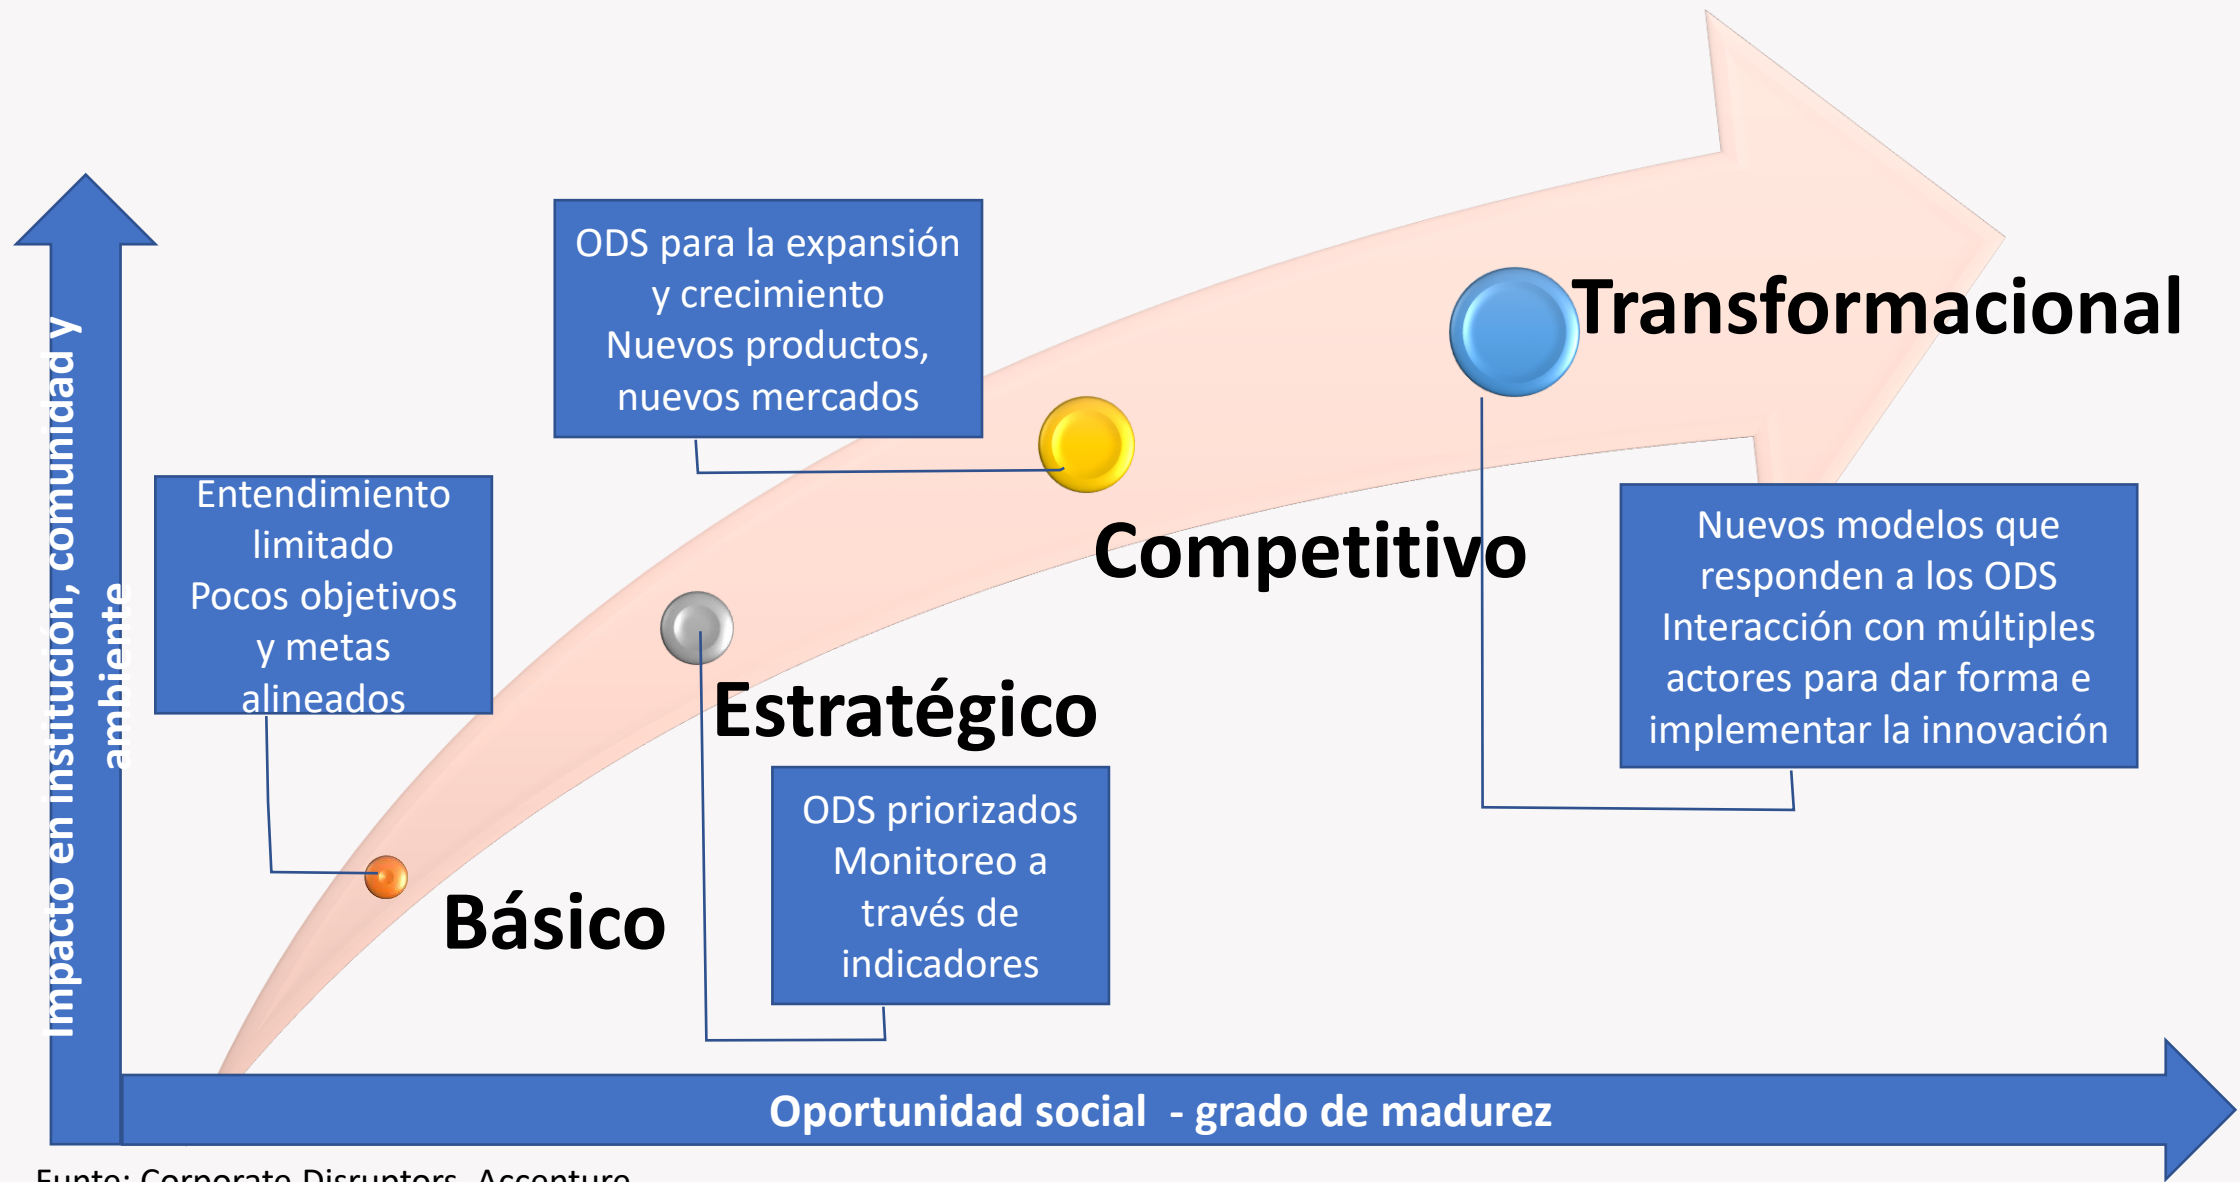 Impacto en institución, comunidad y
ambiente
ODS para la expansión
y crecimiento
Nuevos productos,
nuevos mercados
Transformacional
Entendimiento
limitado
Pocos objetivos
y metas
alineados
Competitivo
Nuevos modelos que
responden a los ODS
Interacción con múltiples
actores para dar forma e
implementar la innovación
Estratégico
ODS priorizados
Monitoreo a
través de
indicadores
Básico
Oportunidad social - grado de madurez
Funte: Corporate Disruptors, Accenture